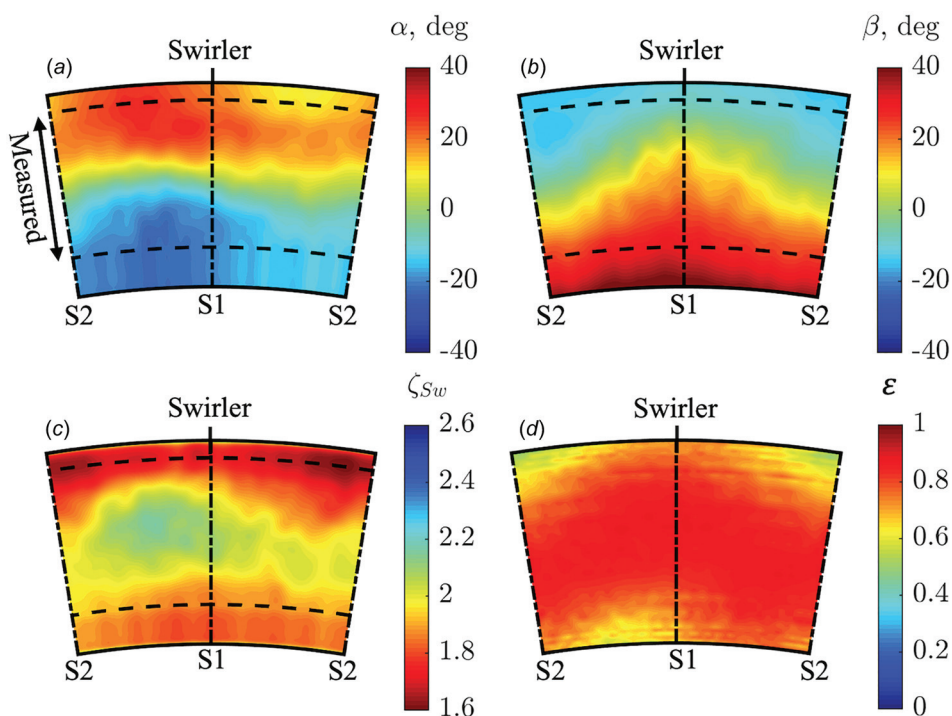 α, deg
β, deg
Swirler
Swirler
(a)
(b)
40
40
20
20
Measured
0
0
-20
-20
S2
S1
S2
S2
S1
S2
-40
-40
ζSw
ε
Swirler
Swirler
(c)
2.6
(d)
1
2.4
0.8
2.2
0.6
2
0.4
1.8
0.2
S2
S1
S2
S2
S1
S2
1.6
0